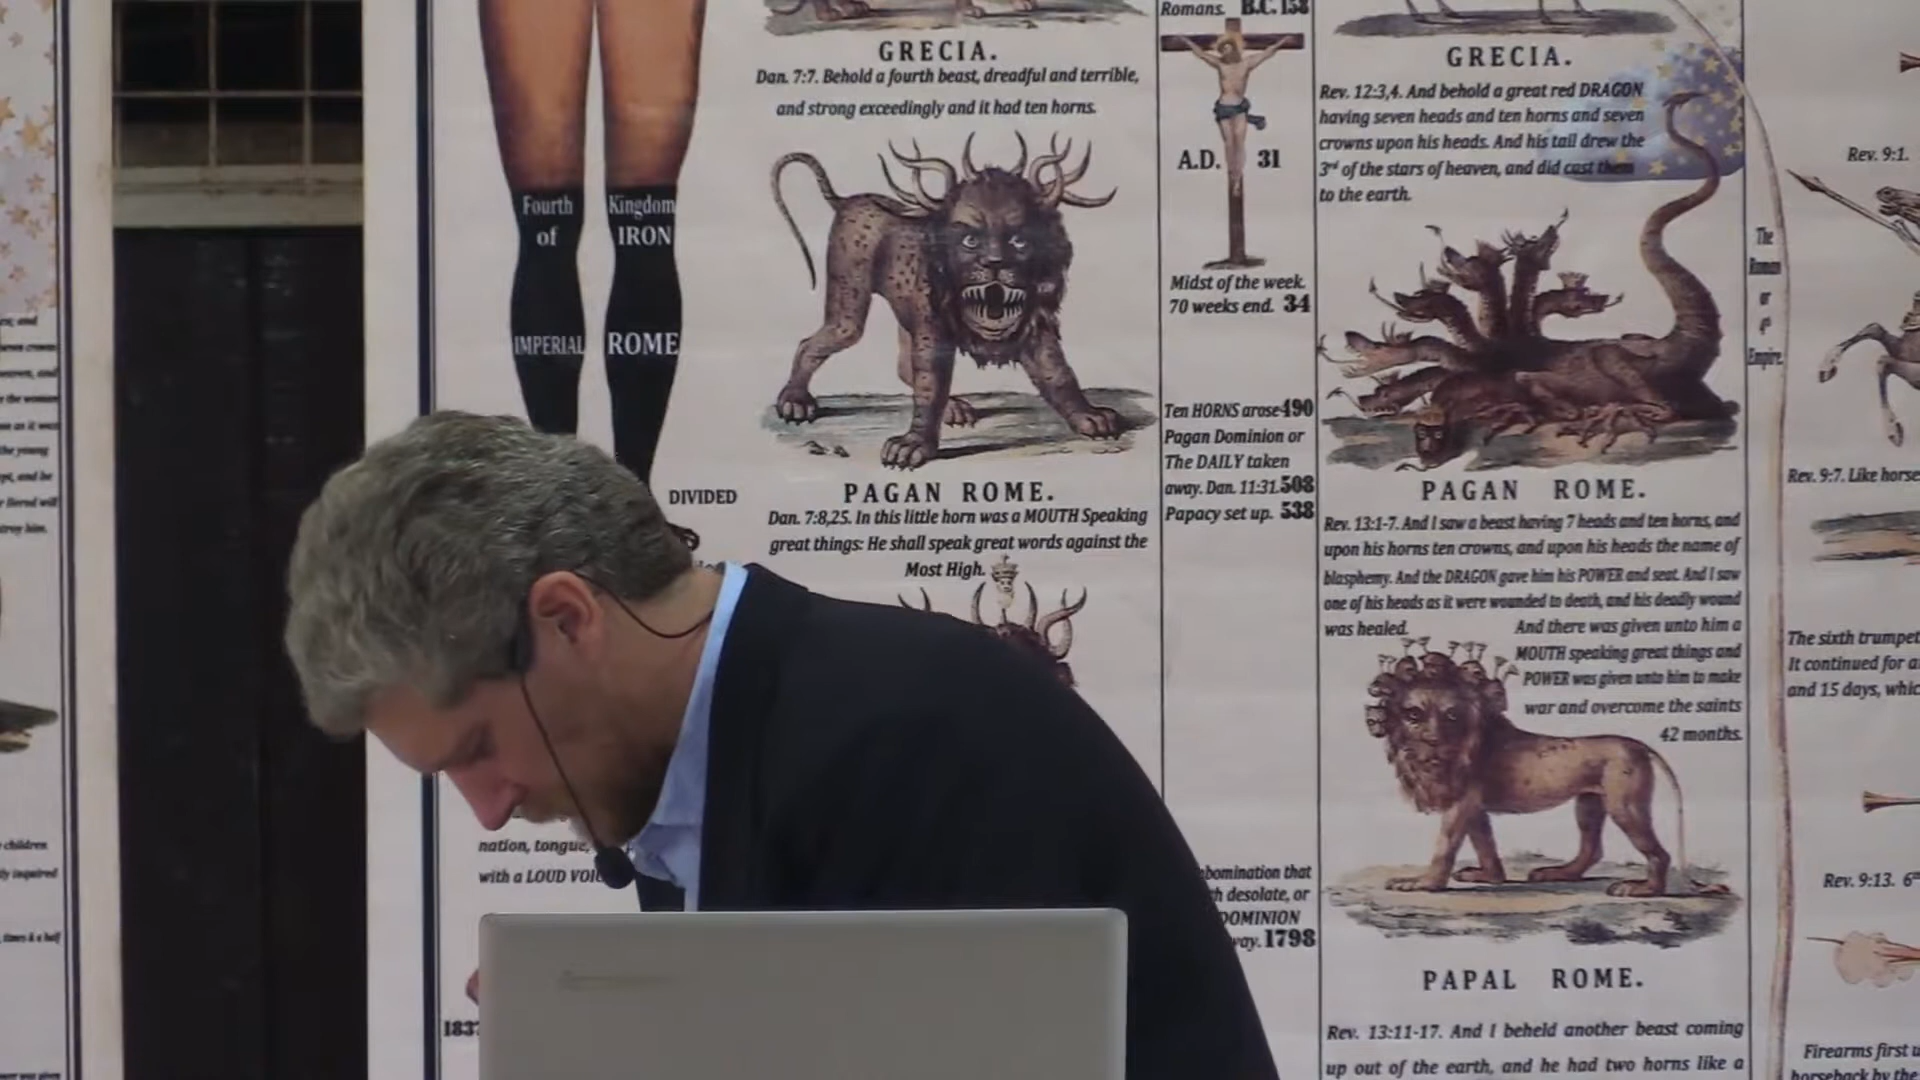 Fourth Kingdom
of IRON
IMPERIAL ROME
DIVIDED
nation, tongue,
with a LOUD
GRECIA.
Dan. 7:7. Behold a fourth beast, dreadful and terrible,
and strong exceedingly and it had ten horns.
PAGAN ROME.
Dan. 7:8,25. In this little horn was a MOUTH Speaking
great things: He shall speak great words against the
Most High.
Romans. B.C. 158
A.D. 31
Midst of the week.
70 weeks end. 34
Ten HORNS arose 490
Pagan Dominion or
The DAILY taken
away. Dan. 11:31. 508
Papacy set up. 538
that
desolate, or
DOMINION
1798
GRECIA.
Rev. 12:3,4. And behold a great red DRAGON
having seven heads and ten horns and seven
crowns upon his heads. And his tail drew the
3rd of the stars of heaven, and did cast them
to the earth.
PAGAN ROME.
Rev. 13:1-7. And I saw a beast having 7 heads and ten horns, and
upon his horns ten crowns, and upon his heads the name of
blasphemy. And the DRAGON gave him his POWER and seat. And I saw
one of his heads as it were wounded to death, and his deadly wound
was healed. And there was given unto him a
MOUTH speaking great things and
POWER was given unto him to make
war and overcome the saints
42 months.
PAPAL ROME.
Rev. 13:11-17. And I beheld another beast coming
up out of the earth, and he had two horns like a
The
Roman
or
4th
Empire.
Rev. 9:1.
Rev. 9:7. Like
The sixth trumpet
It continued for
and 15 days,
Rev. 9:13.
Firearms first
horseback by the